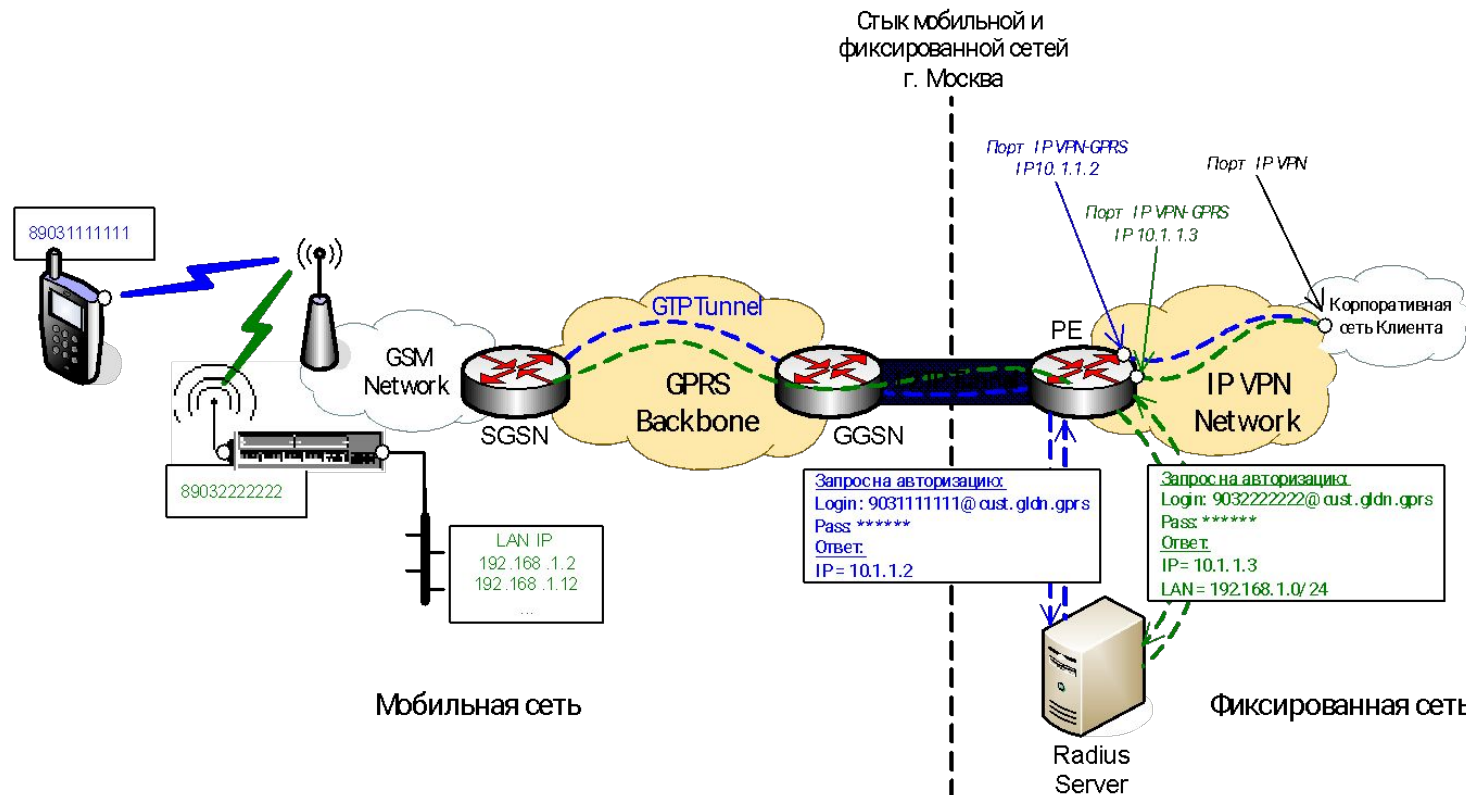 Стык мобильной и
фиксированной сетей
г. Москва
Порт IP VPN-GPRS
IP10.1.1.2
Порт IP VPN
Порт IP VPN-GPRS
IP 10.1.1.3
89031111111
GTP Tunnel
Корпоративная
сеть Клиента
PE
GSM
Network
GPRS
Backbone
IP VPN
Network
SGSN
GGSN
89032222222
Запрос на авторизацию:
Login: 9031111111@cust.gldn.gprs
Pass: ******
Ответ:
IP = 10.1.1.2
Запрос на авторизацию:
Login: 9032222222@cust.gldn.gprs
Pass: ******
Ответ:
IP = 10.1.1.3
LAN = 192.168.1.0/24
LAN IP
192.168.1.2
192.168.1.12
...
Мобильная сеть
Фиксированная сеть
Radius
Server